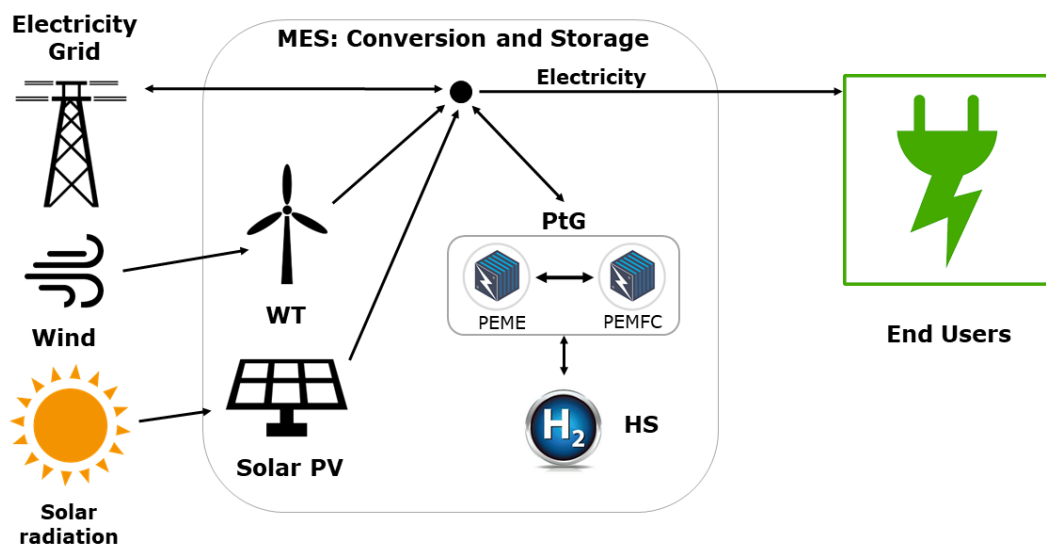 Electricity
Grid
MES: Conversion and Storage
Electricity
PtG
PEME
PEMFC
WT
Wind
End Users
H2
HS
Solar PV
Solar
radiation